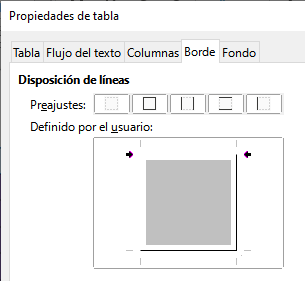 Propiedades de tabla
Tabla Flujo del texto Columnas Borde Fondo
Disposición de líneas
Preajustes:
Definido por el usuario: